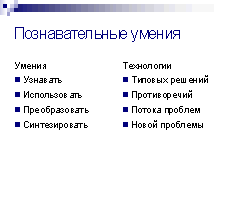 Познавательные умения
Умения
Узнавать
Использовать
Преобразовать
Синтезировать
Технологии
Типовых решений
Противоречий
Потока проблем
Новой проблемы